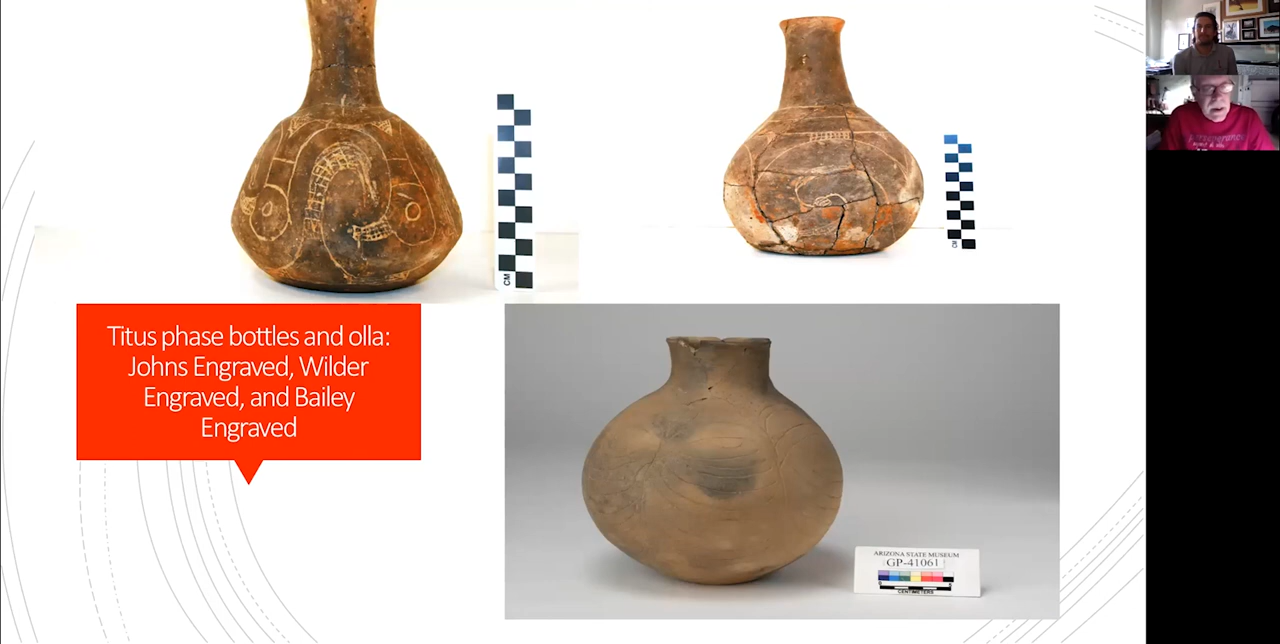 CM
CM
Titus phase bottles and olla:
Johns Engraved, Wilder
Engraved, and Bailey
Engraved
ARIZONA STATE MUSEUM
GP-41061
CENTIMETERS